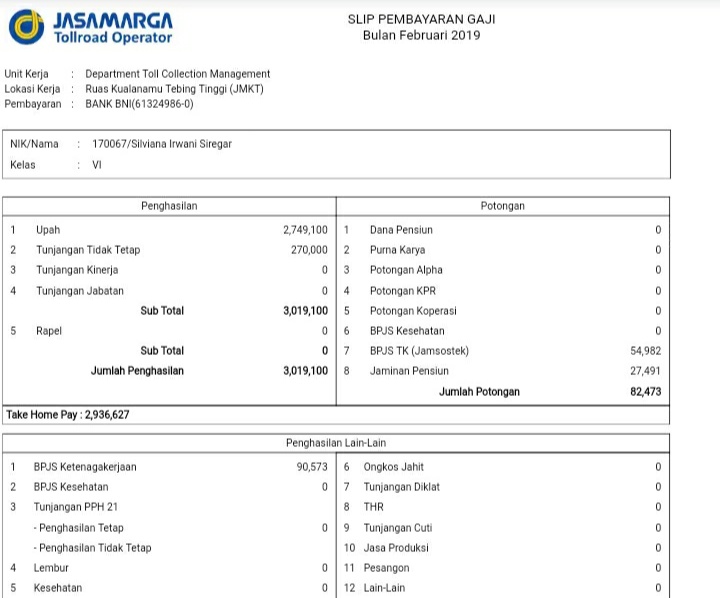 JASAMARGA
Tollroad Operator
SLIP PEMBAYARAN GAJI
Bulan Februari 2019
Unit Kerja : Department Toll Collection Management
Lokasi Kerja : Ruas Kualanamu Tebing Tinggi (JMKT)
Pembayaran : BANK BNI(61324986-0)
NIK/Nama : 170067/Silviana Irwani Siregar
Kelas : VI
Penghasilan Potongan
1 Upah 2,749,100 1 Dana Pensiun 0
2 Tunjangan Tidak Tetap 270,000 2 Purna Karya 0
3 Tunjangan Kinerja 0 3 Potongan Alpha 0
4 Tunjangan Jabatan 0 4 Potongan KPR 0
Sub Total 3,019,100 5 Potongan Koperasi 0
5 Rapel 0 6 BPJS Kesehatan 0
Sub Total 0 7 BPJS TK (Jamsostek) 54,982
Jumlah Penghasilan 3,019,100 8 Jaminan Pensiun 27,491
Jumlah Potongan 82,473
Take Home Pay : 2,936,627
Penghasilan Lain-Lain
1 BPJS Ketenagakerjaan 90,573 6 Ongkos Jahit 0
2 BPJS Kesehatan 0 7 Tunjangan Diklat 0
3 Tunjangan PPH 21 8 THR 0
- Penghasilan Tetap 0 9 Tunjangan Cuti 0
- Penghasilan Tidak Tetap 10 Jasa Produksi 0
4 Lembur 0 11 Pesangon 0
5 Kesehatan 0 12 Lain-Lain 0